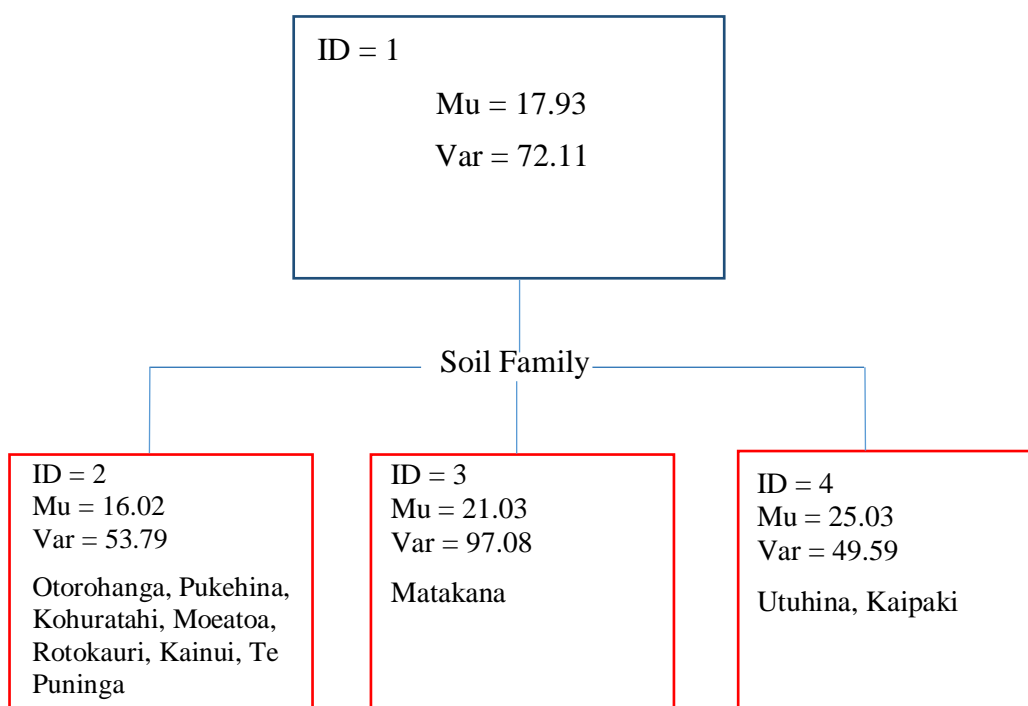 ID = 1
Mu = 17.93
Var = 72.11
Soil Family
ID = 2
Mu = 16.02
Var = 53.79
Otorohanga, Pukehina,
Kohuratahi, Moeatoa,
Rotokauri, Kainui, Te
Puninga
ID = 3
Mu = 21.03
Var = 97.08
Matakana
ID = 4
Mu = 25.03
Var = 49.59
Utuhina, Kaipaki